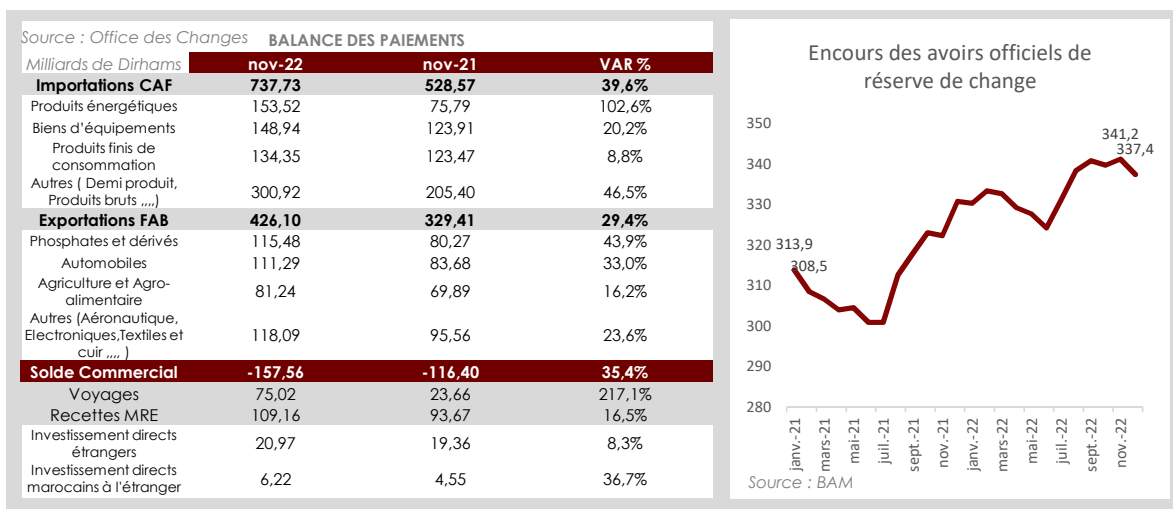 Source : Office des Changes BALANCE DES PAIEMENTS
Milliards de Dirhams nov-22 nov-21 VAR %
Importations CAF 737,73 528,57 39,6%
Produits énergétiques 153,52 75,79 102,6%
Biens d'équipements 148,94 123,91 20,2%
Produits finis de
consommation 134,35 123,47 8,8%
Autres ( Demi produit,
Produits bruts ,,,,) 300,92 205,40 46,5%
Exportations FAB 426,10 329,41 29,4%
Phosphates et dérivés 115,48 80,27 43,9%
Automobiles 111,29 83,68 33,0%
Agriculture et Agro-
alimentaire 81,24 69,89 16,2%
Autres (Aéronautique,
Electroniques,Textiles et
cuir ,,,, ) 118,09 95,56 23,6%
Solde Commercial -157,56 -116,40 35,4%
Voyages 75,02 23,66 217,1%
Recettes MRE 109,16 93,67 16,5%
Investissement directs
étrangers 20,97 19,36 8,3%
Investissement directs
marocains à l'étranger 6,22 4,55 36,7%
Encours des avoirs officiels de
réserve de change
350
340
330
320
310
300
290
280
313,9
308,5
341,2
337,4
janv.-21
mars-21
mai-21
juil.-21
sept.-21
nov.-21
janv.-22
mars-22
mai-22
juil.-22
sept.-22
nov.-22
Source : BAM